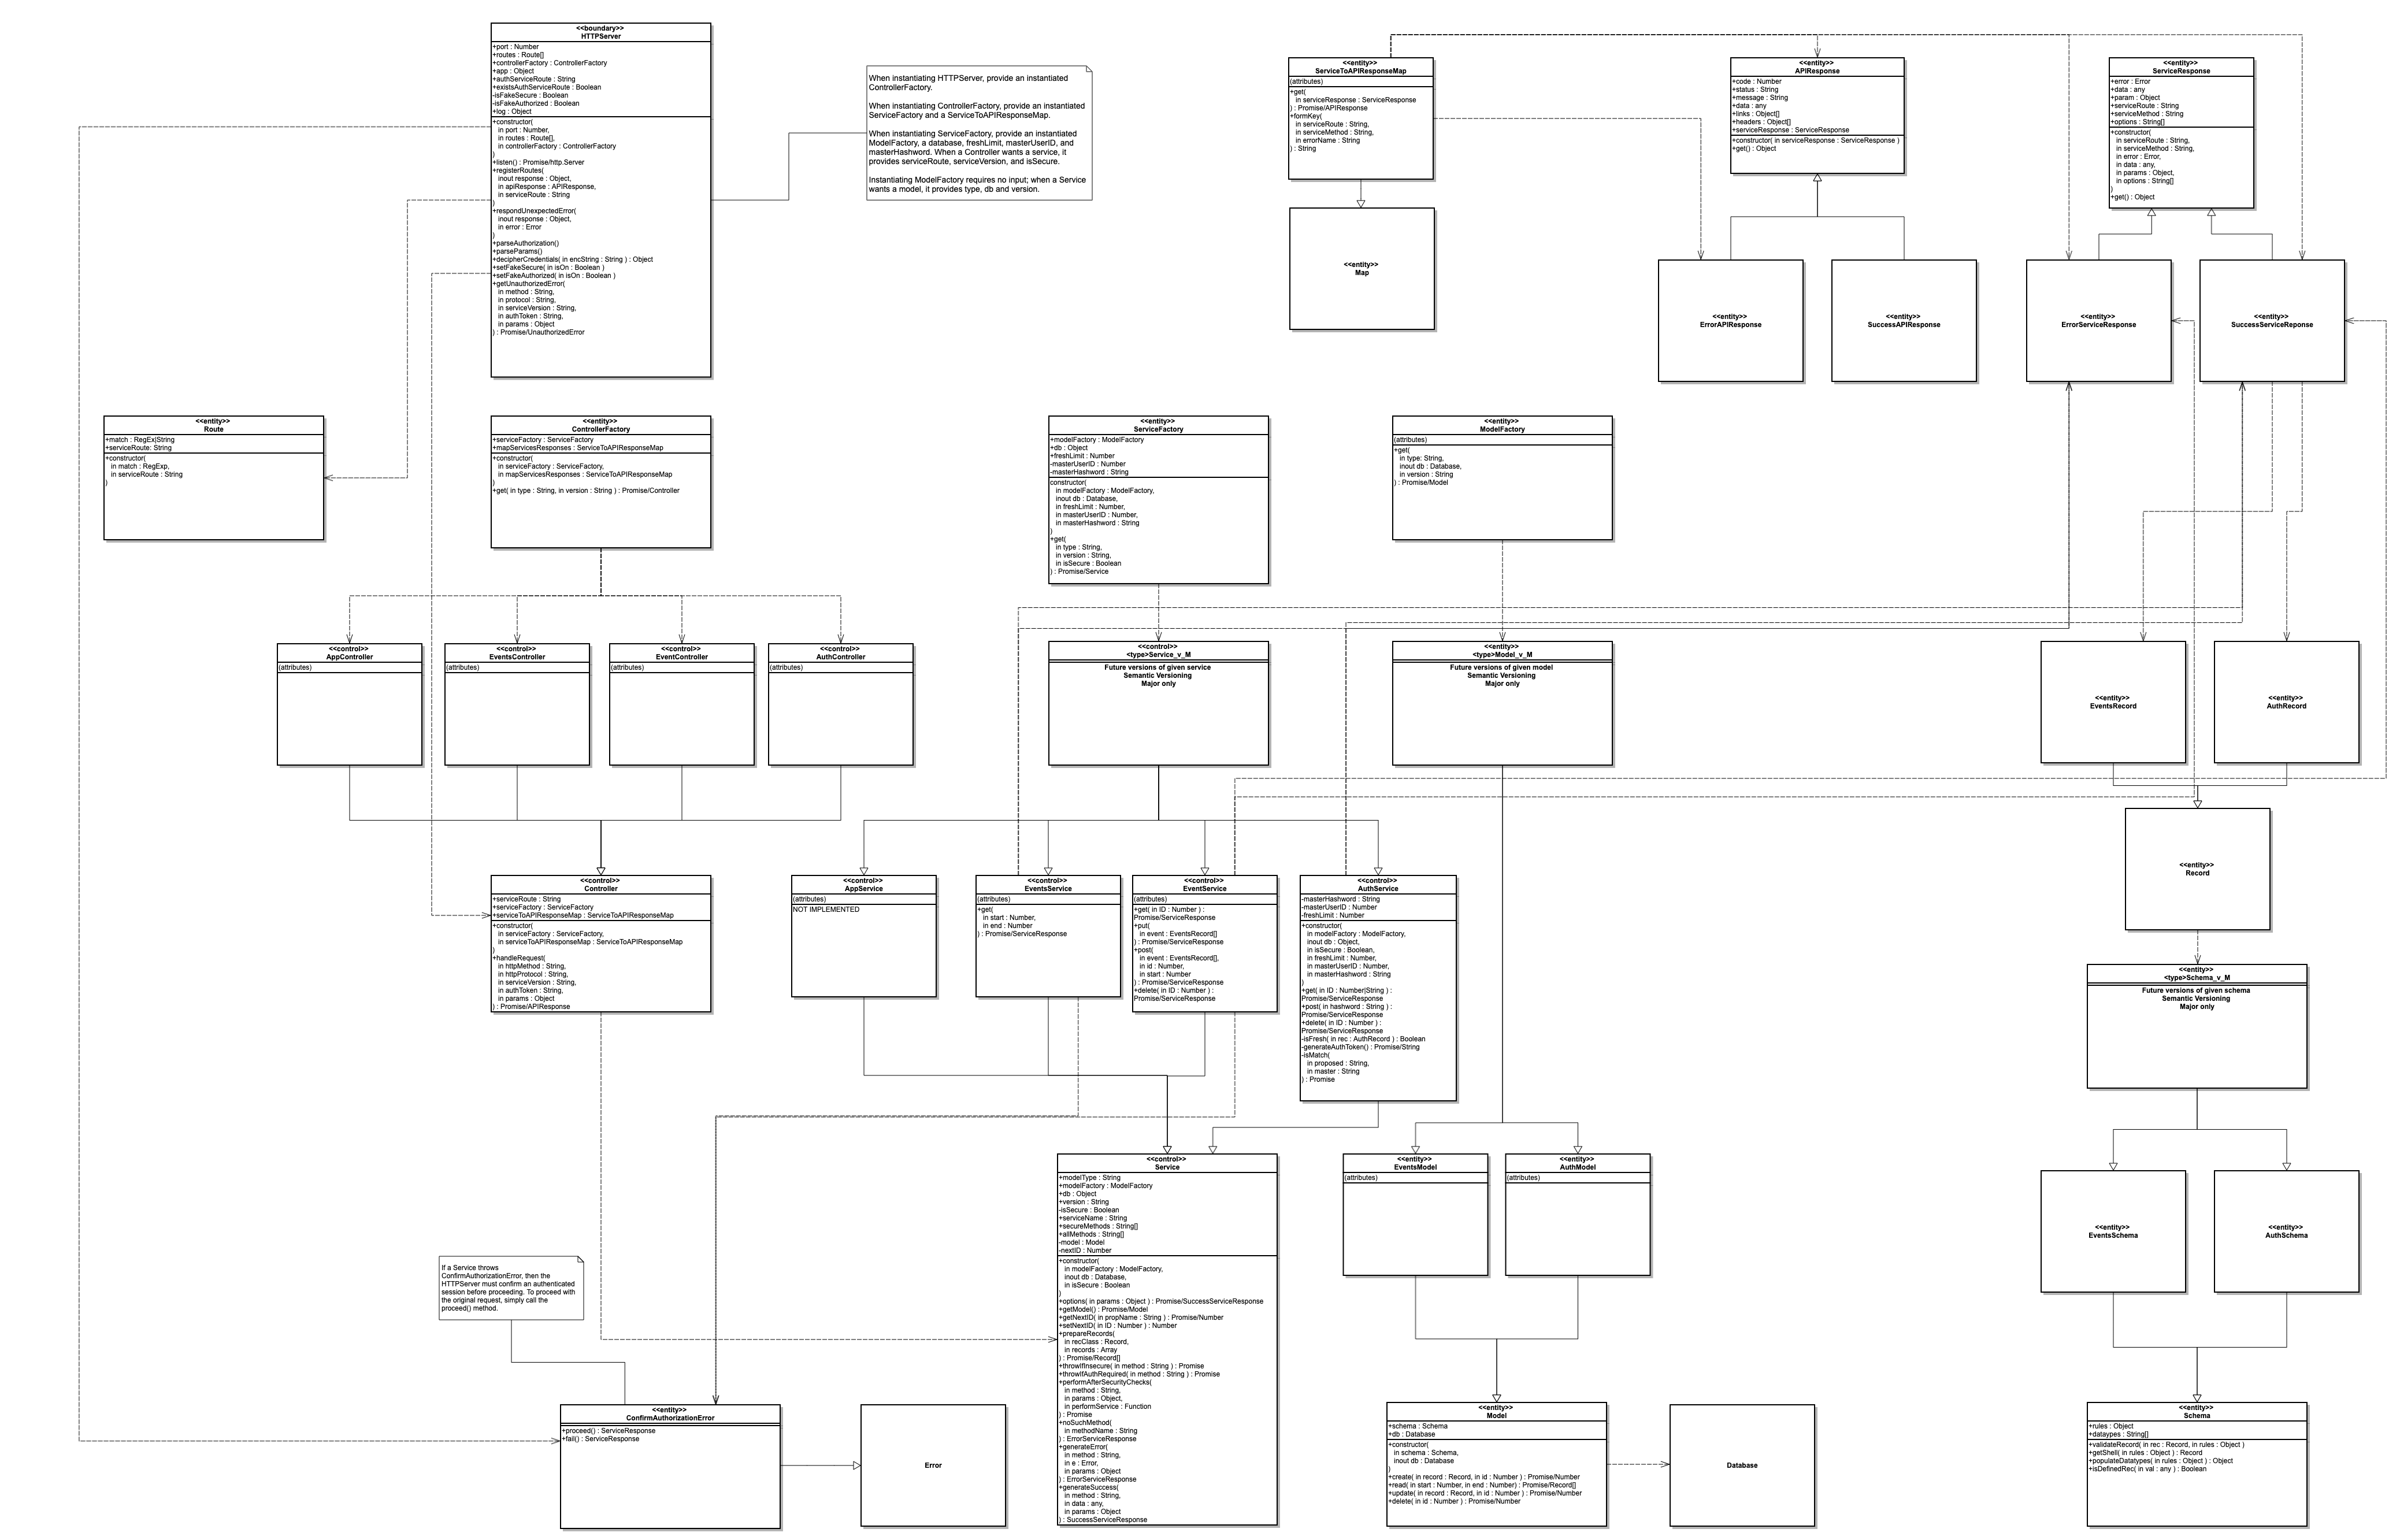 <<boundary>>
HTTPServer
+port : Number
+routes : Route[]
+controllerFactory : ControllerFactory
+app : Object
+authServiceRoute : String
+existsAuthServiceRoute : Boolean
-isFakeSecure : Boolean
-isFakeAuthorized : Boolean
+log : Object
+constructor(
in port : Number,
in routes : Route[],
in controllerFactory : ControllerFactory
)
+listen() : Promise/http.Server
+registerRoutes(
inout response : Object,
in apiResponse : APIResponse,
in serviceRoute : String
)
+respondUnexpectedError(
inout response : Object,
in error : Error
)
+parseAuthorization()
+parseParams()
+decipherCredentials( in encString : String ) : Object
+setFakeSecure( in isOn : Boolean )
+setFakeAuthorized( in isOn : Boolean )
+getUnauthorizedError(
in method : String,
in protocol : String,
in serviceVersion : String,
in authToken : String,
in params : Object
) : Promise/UnauthorizedError
When instantiating HTTPServer, provide an instantiated
ControllerFactory.
When instantiating ControllerFactory, provide an instantiated
ServiceFactory and a ServiceToAPIResponseMap.
When instantiating ServiceFactory, provide an instantiated
ModelFactory, a database, freshLimit, masterUserID, and
masterHashword. When a Controller wants a service, it
provides serviceRoute, serviceVersion, and isSecure.
Instantiating ModelFactory requires no input; when a Service
wants a model, it provides type, db and version.
<<entity>>
ServiceToAPIResponseMap
(attributes)
+get(
in serviceResponse : ServiceResponse
) : Promise/APIResponse
+formKey(
in serviceRoute : String,
in serviceMethod : String,
in errorName : String
) : String
<<entity>>
Map
<<entity>>
APIResponse
+code : Number
+status : String
+message : String
+data : any
+links : Object[]
+headers : Object[]
+serviceResponse : ServiceResponse
+constructor( in serviceResponse : ServiceResponse )
+get() : Object
<<entity>>
ServiceResponse
+error : Error
+data : any
+param : Object
+serviceRoute : String
+serviceMethod : String
+options : String[]
+constructor(
in serviceRoute : String,
in serviceMethod : String,
in error : Error,
in data : any,
in params : Object,
in options : String[]
)
+get() : Object
<<entity>>
ErrorAPIResponse
<<entity>>
SuccessAPIResponse
<<entity>>
ErrorServiceResponse
<<entity>>
SuccessServiceReponse
<<entity>>
Route
+match : RegEx|String
+serviceRoute: String
+constructor(
in match : RegExp,
in serviceRoute : String
)
<<entity>>
ControllerFactory
+serviceFactory : ServiceFactory
+mapServicesResponses : ServiceToAPIResponseMap
+constructor(
in serviceFactory : ServiceFactory,
in mapServicesResponses : ServiceToAPIResponseMap
)
+get( in type : String, in version : String ) : Promise/Controller
<<entity>>
ServiceFactory
+modelFactory : ModelFactory
+db : Object
+freshLimit : Number
-masterUserID : Number
-masterHashword : String
constructor(
in modelFactory : ModelFactory,
inout db : Database,
in freshLimit : Number,
in masterUserID : Number,
in masterHashword : String
)
+get(
in type : String,
in version : String,
in isSecure : Boolean
) : Promise/Service
<<entity>>
ModelFactory
(attributes)
+get(
in type: String,
inout db : Database,
in version : String
) : Promise/Model
<<control>>
AppController
(attributes)
<<control>>
EventsController
(attributes)
<<control>>
EventController
(attributes)
<<control>>
AuthController
(attributes)
<<control>>
<type>Service_v_M
Future versions of given service
Semantic Versioning
Major only
<<entity>>
<type>Model_v_M
Future versions of given model
Semantic Versioning
Major only
<<entity>>
EventsRecord
<<entity>>
AuthRecord
<<entity>>
Record
<<control>>
Controller
+serviceRoute : String
+serviceFactory : ServiceFactory
+serviceToAPIResponseMap : ServiceToAPIResponseMap
+constructor(
in serviceFactory : ServiceFactory,
in serviceToAPIResponseMap : ServiceToAPIResponseMap
)
+handleRequest(
in httpMethod : String,
in httpProtocol : String,
in serviceVersion : String,
in authToken : String,
in params : Object
) : Promise/APIResponse
<<control>>
AppService
(attributes)
NOT IMPLEMENTED
<<control>>
EventsService
(attributes)
+get(
in start : Number,
in end : Number
) : Promise/ServiceResponse
<<control>>
EventService
(attributes)
+get( in ID : Number ) :
Promise/ServiceResponse
+put(
in event : EventsRecord[]
) : Promise/ServiceResponse
+post(
in event : EventsRecord[],
in id : Number,
in start : Number
) : Promise/ServiceResponse
+delete( in ID : Number ) :
Promise/ServiceResponse
<<control>>
AuthService
-masterHashword : String
-masterUserID : Number
-freshLimit : Number
+constructor(
in modelFactory : ModelFactory,
inout db : Object,
in isSecure : Boolean,
in freshLimit : Number,
in masterUserID : Number,
in masterHashword : String
)
+get( in ID : Number|String ) :
Promise/ServiceResponse
+post( in hashword : String ) :
Promise/ServiceResponse
+delete( in ID : Number ) :
Promise/ServiceResponse
-isFresh( in rec : AuthRecord ) : Boolean
-generateAuthToken() : Promise/String
-isMatch(
in proposed : String,
in master : String
) : Promise
<<entity>>
<type>Schema_v_M
Future versions of given schema
Semantic Versioning
Major only
<<control>>
Service
+modelType : String
+modelFactory : ModelFactory
+db : Object
+version : String
-isSecure : Boolean
+serviceName : String
+secureMethods : String[]
+allMethods : String[]
-model : Model
-nextID : Number
+constructor(
in modelFactory : ModelFactory,
inout db : Database,
in isSecure : Boolean
)
+options( in params : Object ) : Promise/SuccessServiceResponse
+getModel() : Promise/Model
+getNextID( in propName : String ) : Promise/Number
+setNextID( in ID : Number ) : Number
+prepareRecords(
in recClass : Record,
in records : Array
) : Promise/Record[]
+throwIfInsecure( in method : String ) : Promise
+throwIfAuthRequired( in method : String ) : Promise
+performAfterSecurityChecks(
in method : String,
in params : Object,
in performService : Function
) : Promise
+noSuchMethod(
in methodName : String
) : ErrorServiceResponse
+generateError(
in method : String,
in e : Error,
in params : Object
) : ErrorServiceResponse
+generateSuccess(
in method : String,
in data : any,
in params : Object
) : SuccessServiceResponse
<<entity>>
EventsModel
(attributes)
<<entity>>
AuthModel
(attributes)
<<entity>>
EventsSchema
<<entity>>
AuthSchema
If a Service throws
ConfirmAuthorizationError, then the
HTTPServer must confirm an authenticated
session before proceeding. To proceed with
the original request, simply call the
proceed() method.
<<entity>>
ConfirmAuthorizationError
+proceed() : ServiceResponse
+fail() : ServiceResponse
Error
<<entity>>
Model
+schema : Schema
+db : Database
+constructor(
in schema : Schema,
inout db : Database
)
+create( in record : Record, in id : Number ) : Promise/Number
+read( in start : Number, in end : Number) : Promise/Record[]
+update( in record : Record, in id : Number ) : Promise/Number
+delete( in id : Number ) : Promise/Number
Database
<<entity>>
Schema
+rules : Object
+dataypes : String[]
+validateRecord( in rec : Record, in rules : Object )
+getShell( in rules : Object ) : Record
+populateDatatypes( in rules : Object ) : Object
+isDefinedRec( in val : any ) : Boolean